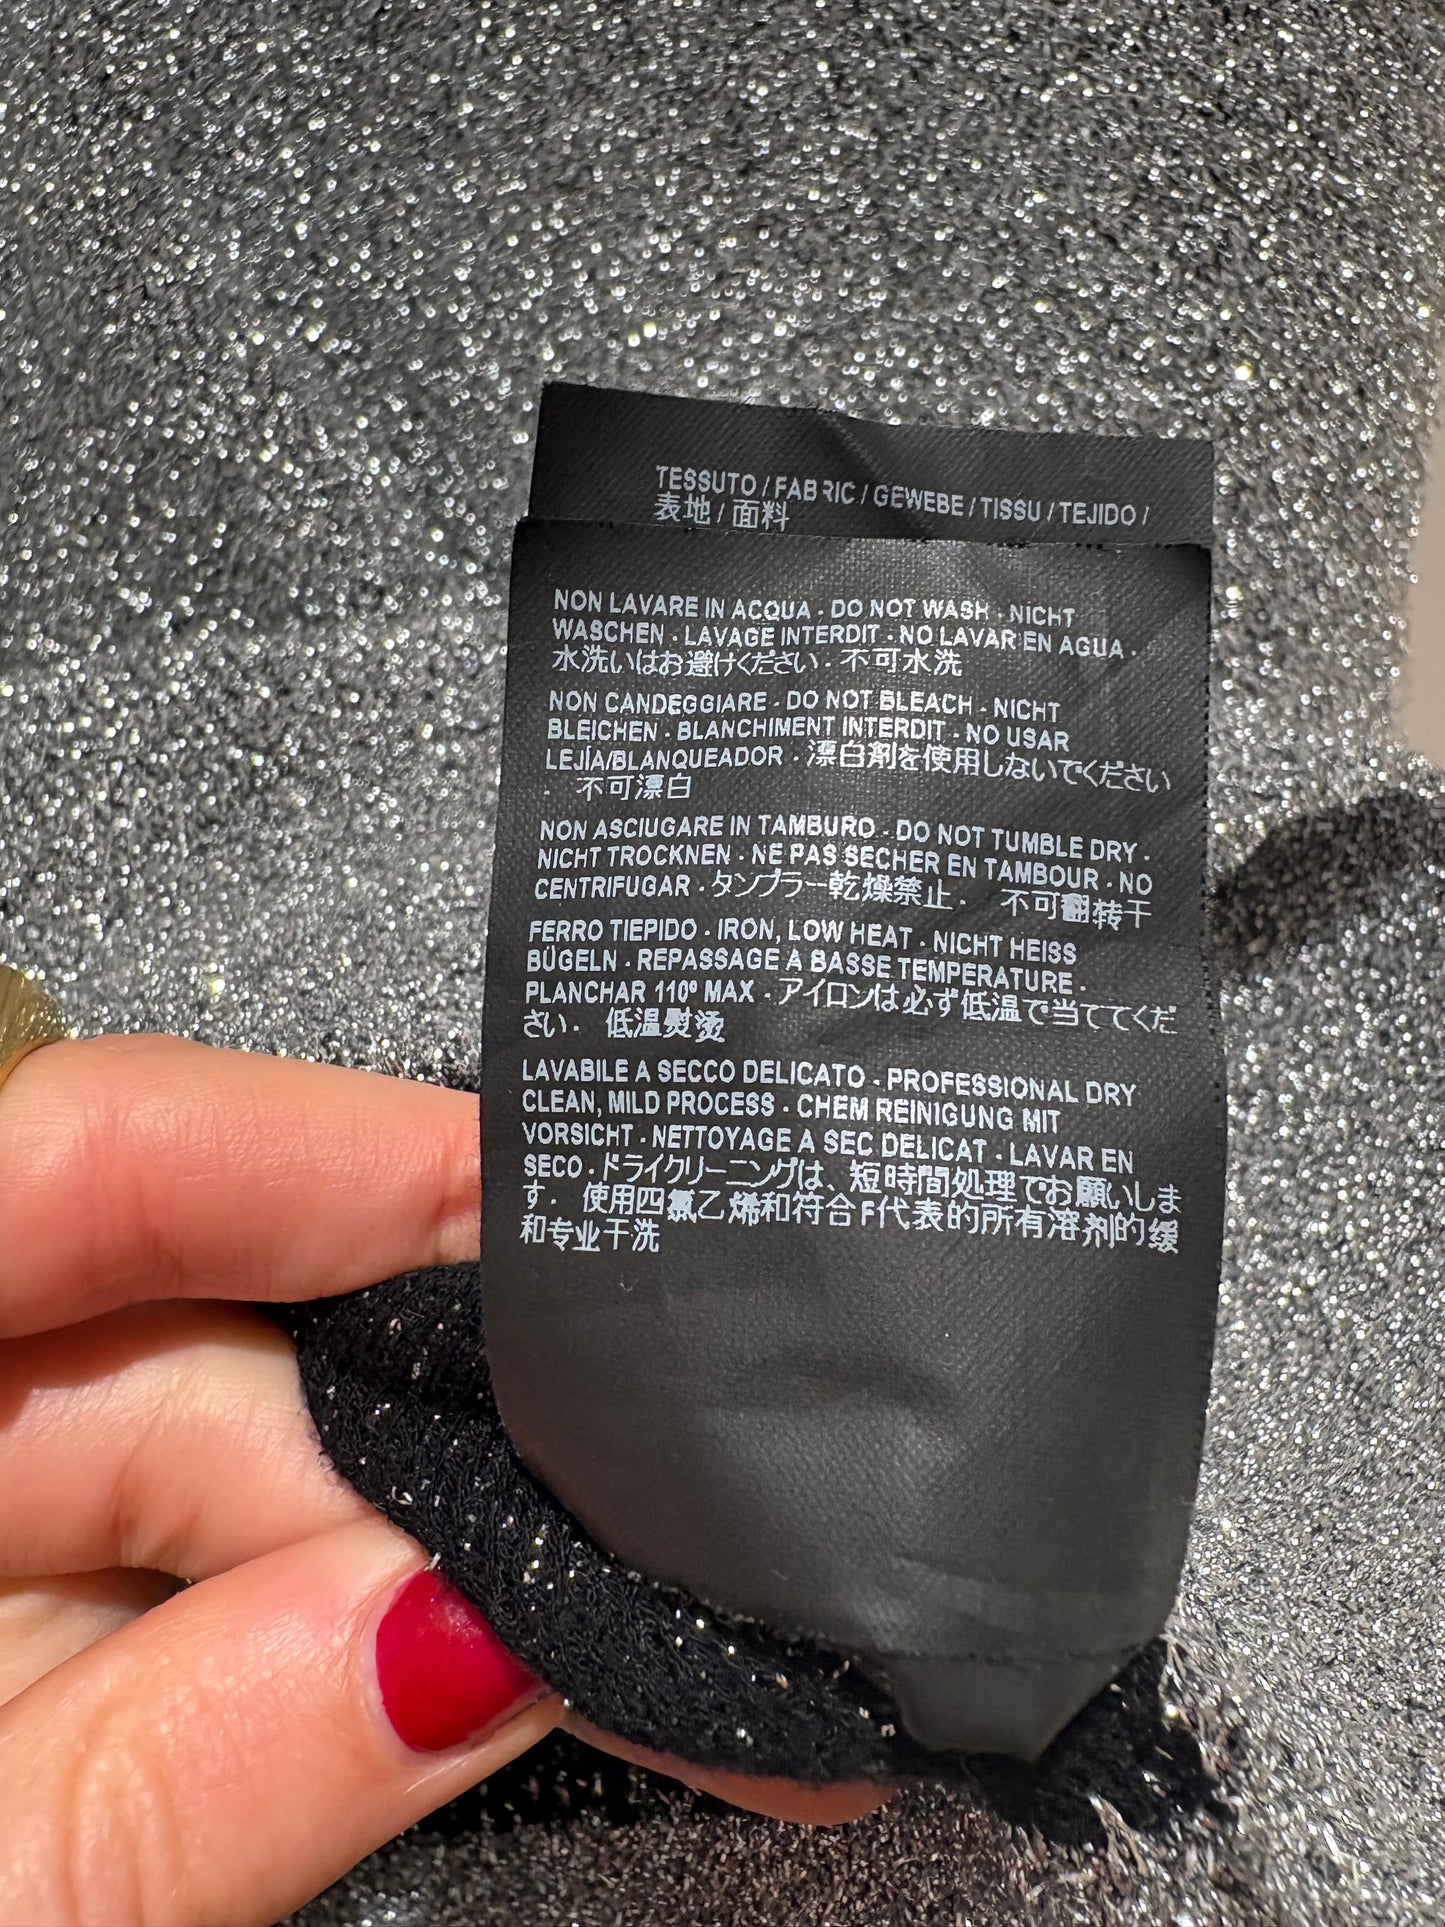 TESSUTO / FABRIC / GEWEBE / TISSU / TEJIDO /
表地 / 面料
NON LAVARE IN ACQUA - DO NOT WASH - NICHT
WASCHEN - LAVAGE INTERDIT - NO LAVAR EN AGUA -
水洗いはお避けください - 不可水洗
NON CANDEGGIARE - DO NOT BLEACH - NICHT
BLEICHEN - BLANCHIMENT INTERDIT - NO USAR
LEJÍA/BLANQUEADOR - 漂白剤を使用しないでください
- 不可漂白
NON ASCIUGARE IN TAMBURO - DO NOT TUMBLE DRY -
NICHT TROCKNEN - NE PAS SECHER EN TAMBOUR - NO
CENTRIFUGAR - タンブラー乾燥禁止 - 不可翻转干
FERRO TIEPIDO - IRON, LOW HEAT - NICHT HEISS
BÜGELN - REPASSAGE A BASSE TEMPERATURE -
PLANCHAR 110º MAX - アイロンは必ず低温で当ててくだ
さい - 低温熨烫
LAVABILE A SECCO DELICATO - PROFESSIONAL DRY
CLEAN, MILD PROCESS - CHEM REINIGUNG MIT
VORSICHT - NETTOYAGE A SEC DELICAT - LAVAR EN
SECO - ドライクリーニングは、短時間処理でお願いしま
す - 使用四氯乙烯和符合F代表的所有溶剂的缓
和专业干洗